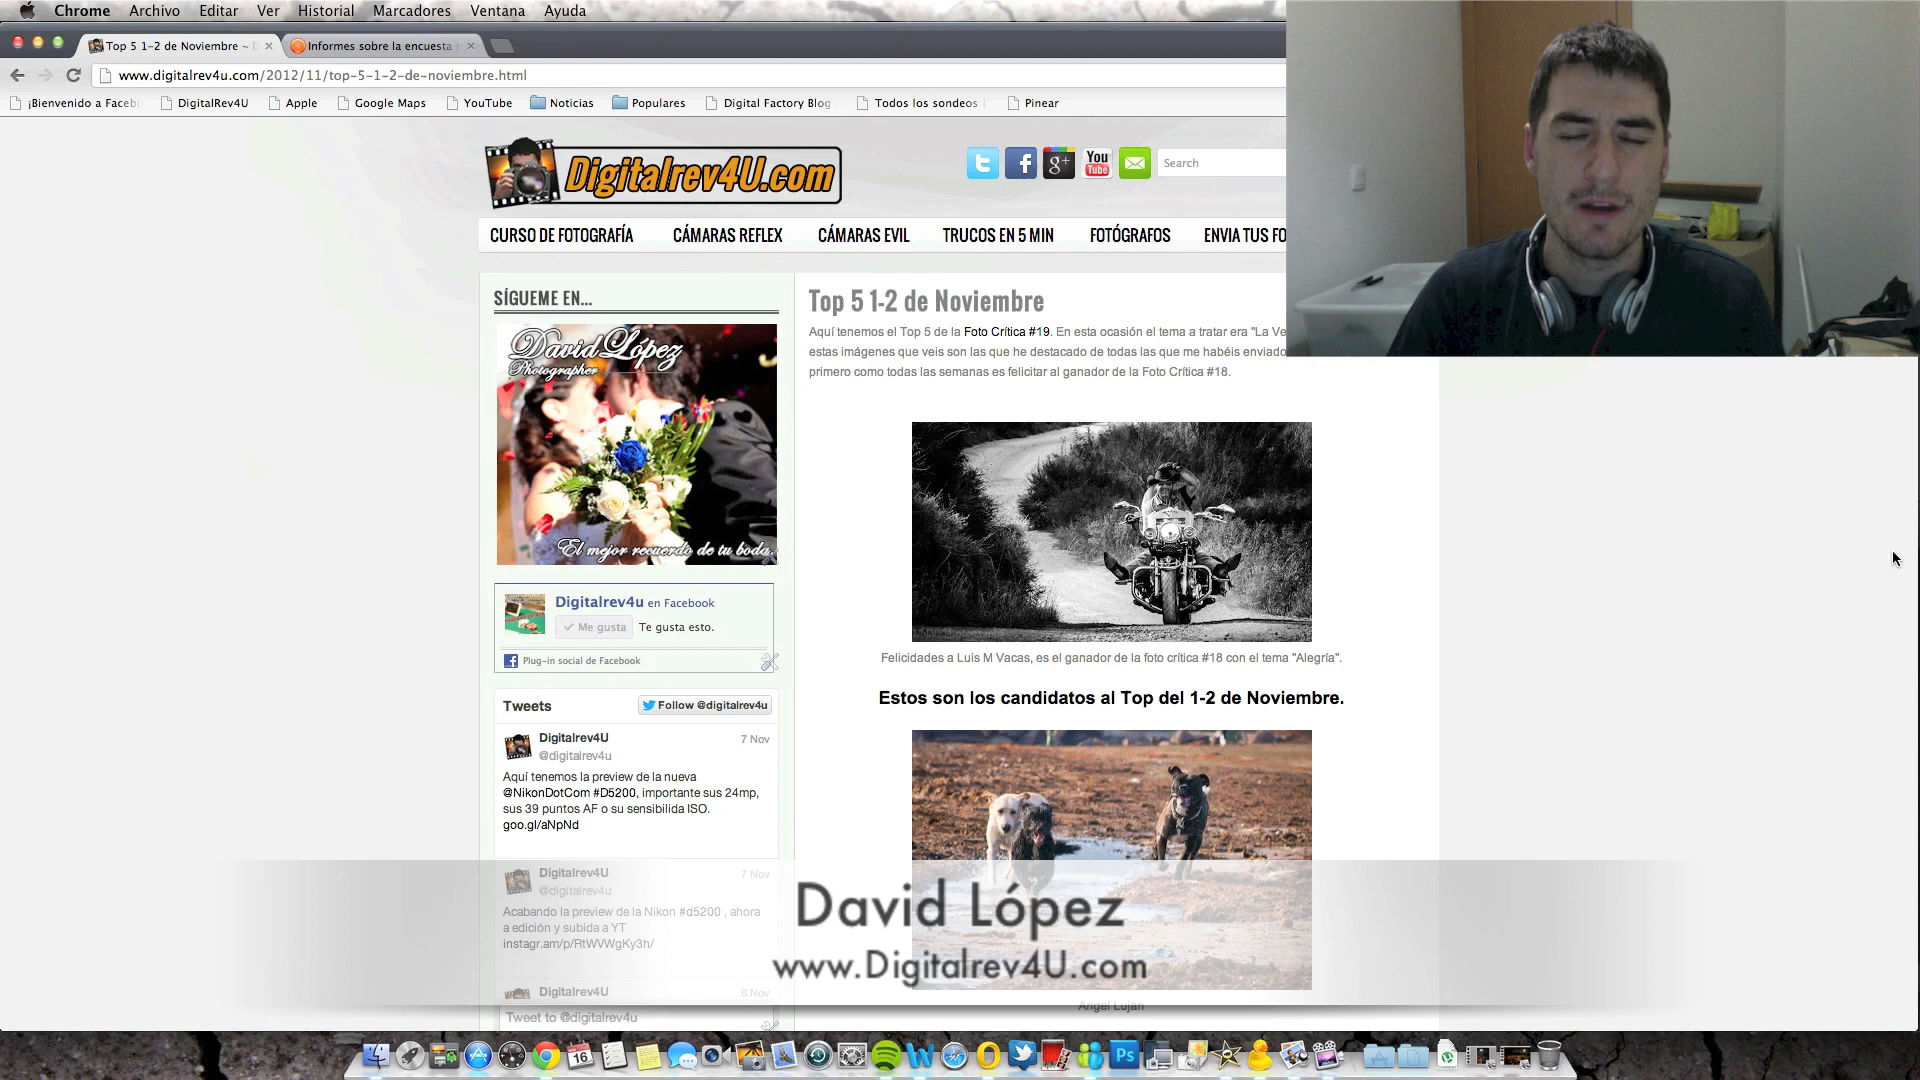 Chrome Archivo Editar Ver Historial Marcadores Ventana Ayuda
Top 5 1-2 de Noviembre ~
Informes sobre la encuesta
www.digitalrev4u.com/2012/11/top-5-1-2-de-noviembre.html
¡Bienvenido a Faceb DigitalRev4U Apple Google Maps YouTube Noticias Populares Digital Factory Blog Todos los sondeos Pinear
Digitalrev4U.com
You
Tube
Search
CURSO DE FOTOGRAFÍA CÁMARAS REFLEX CÁMARAS EVIL TRUCOS EN 5 MIN FOTÓGRAFOS ENVIA TUS FO
SÍGUEME EN...
David López
Photographer
El mejor recuerdo de tu boda.
Digitalrev4u en Facebook
Me gusta Te gusta esto.
Plug-in social de Facebook
Tweets
Follow @digitalrev4u
Digitalrev4U 7 Nov
@digitalrev4u
Aquí tenemos la preview de la nueva
@NikonDotCom #D5200, importante sus 24mp,
sus 39 puntos AF o su sensibilida ISO.
goo.gl/aNpNd
Digitalrev4U 7 Nov
@digitalrev4u
Acabando la preview de la Nikon #d5200 , ahora
a edición y subida a YT
instagr.am/p/RtWVWgKy3h/
Digitalrev4U 6 Nov
Tweet to @digitalrev4u
Top 5 1-2 de Noviembre
Aquí tenemos el Top 5 de la Foto Crítica #19. En esta ocasión el tema a tratar era "La Ve
estas imágenes que veis son las que he destacado de todas las que me habéis enviado
primero como todas las semanas es felicitar al ganador de la Foto Crítica #18.
Felicidades a Luis M Vacas, es el ganador de la foto crítica #18 con el tema "Alegría".
Estos son los candidatos al Top del 1-2 de Noviembre.
Angel Lujan
David López
www.Digitalrev4U.com
16
Ps